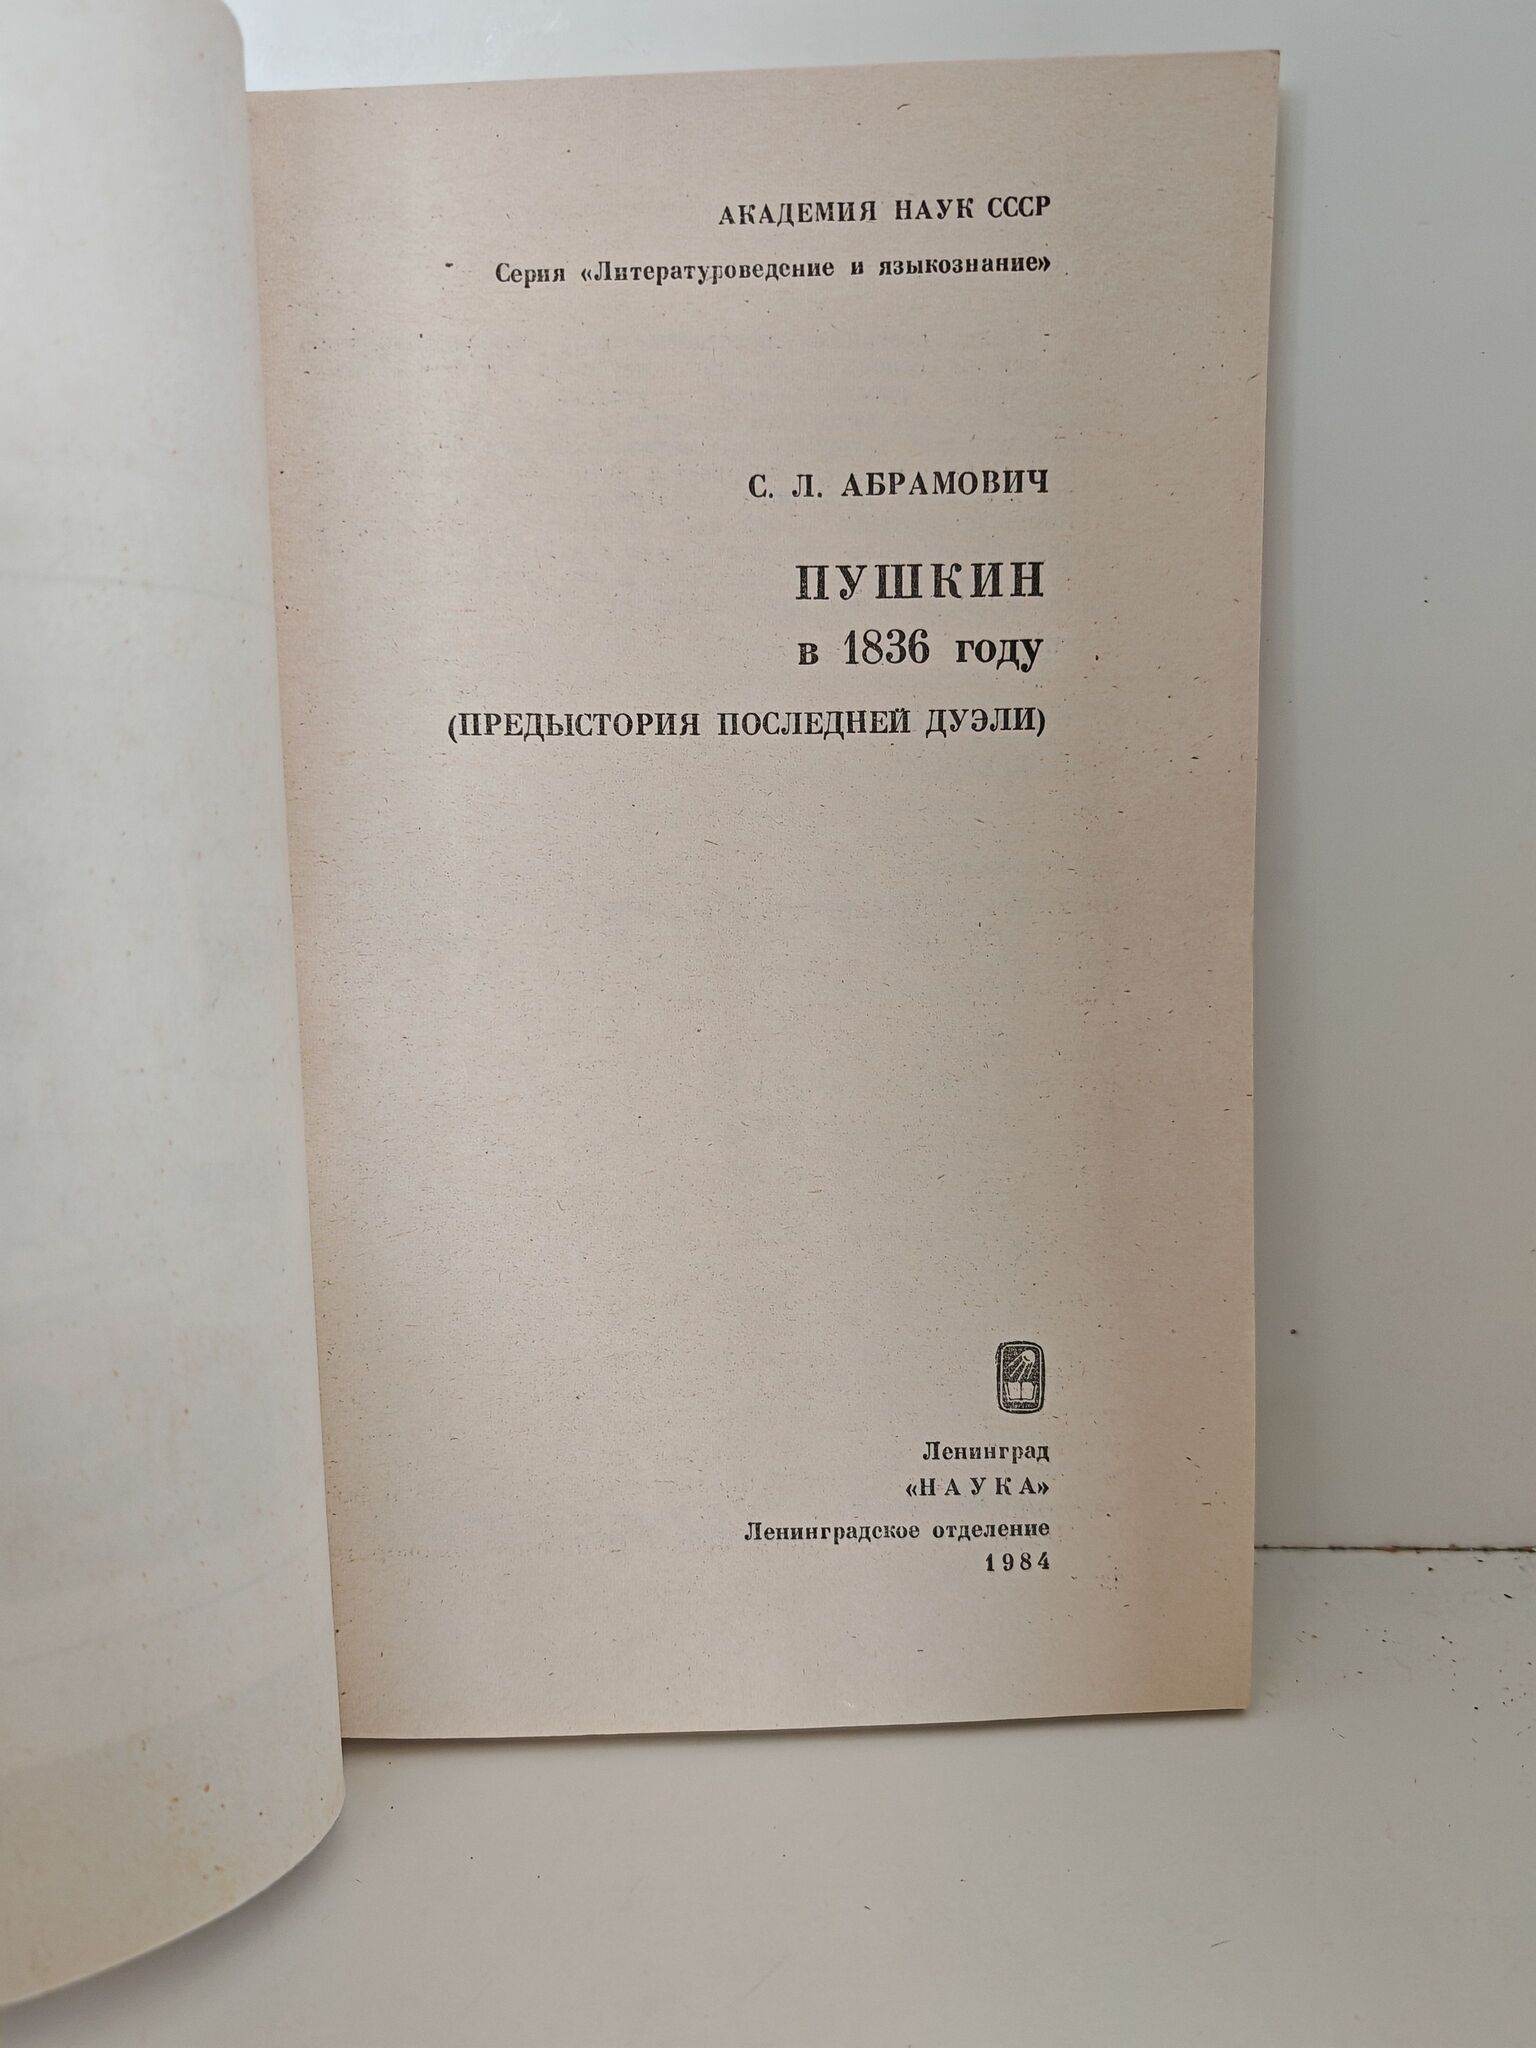 АКАДЕМИЯ НАУК СССР
Серия «Литературоведение и языкознание»
С. Л. АБРАМОВИЧ
ПУШКИН
в 1836 году
(ПРЕДЫСТОРИЯ ПОСЛЕДНЕЙ ДУЭЛИ)
Ленинград
«НАУКА»
Ленинградское отделение
1984